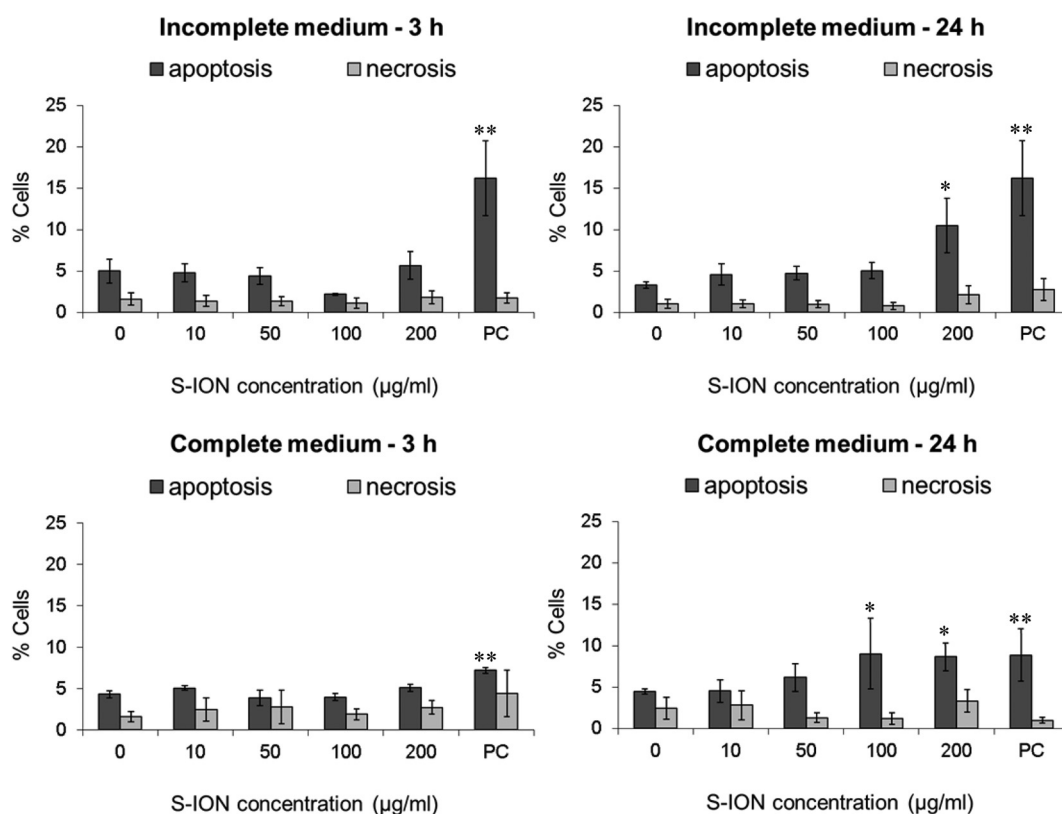 Incomplete medium - 3 h
apoptosis necrosis
25
20
15
10
5
0
% Cells
**
0 10 50 100 200 PC
S-ION concentration (µg/ml)
Incomplete medium - 24 h
apoptosis necrosis
25
20
15
10
5
0
% Cells
*
**
0 10 50 100 200 PC
S-ION concentration (µg/ml)
Complete medium - 3 h
apoptosis necrosis
25
20
15
10
5
0
% Cells
**
0 10 50 100 200 PC
S-ION concentration (µg/ml)
Complete medium - 24 h
apoptosis necrosis
25
20
15
10
5
0
% Cells
* * **
0 10 50 100 200 PC
S-ION concentration (µg/ml)